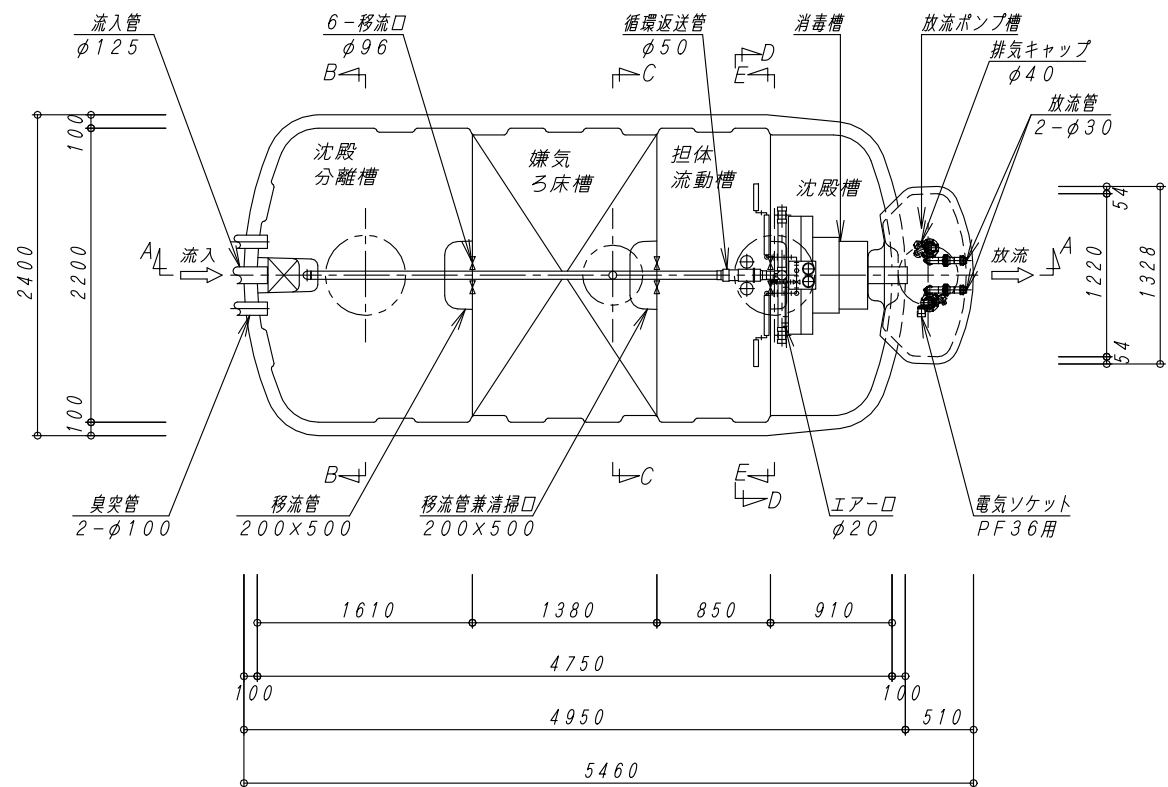 流入管
φ125
6-移流口
φ96
循環返送管
φ50
消毒槽
放流ポンプ槽
排気キャップ
φ40
放流管
2-φ30
B
C
D
E
沈殿
分離槽
嫌気
ろ床槽
担体
流動槽
沈殿槽
A
流入
放流
A
2400
100
2200
100
54
1220
54
1328
B
C
E
D
臭突管
2-φ100
移流管
200×500
移流管兼清掃口
200×500
エアー口
φ20
電気ソケット
PF36用
1610
1380
850
910
4750
100
100
4950
510
5460